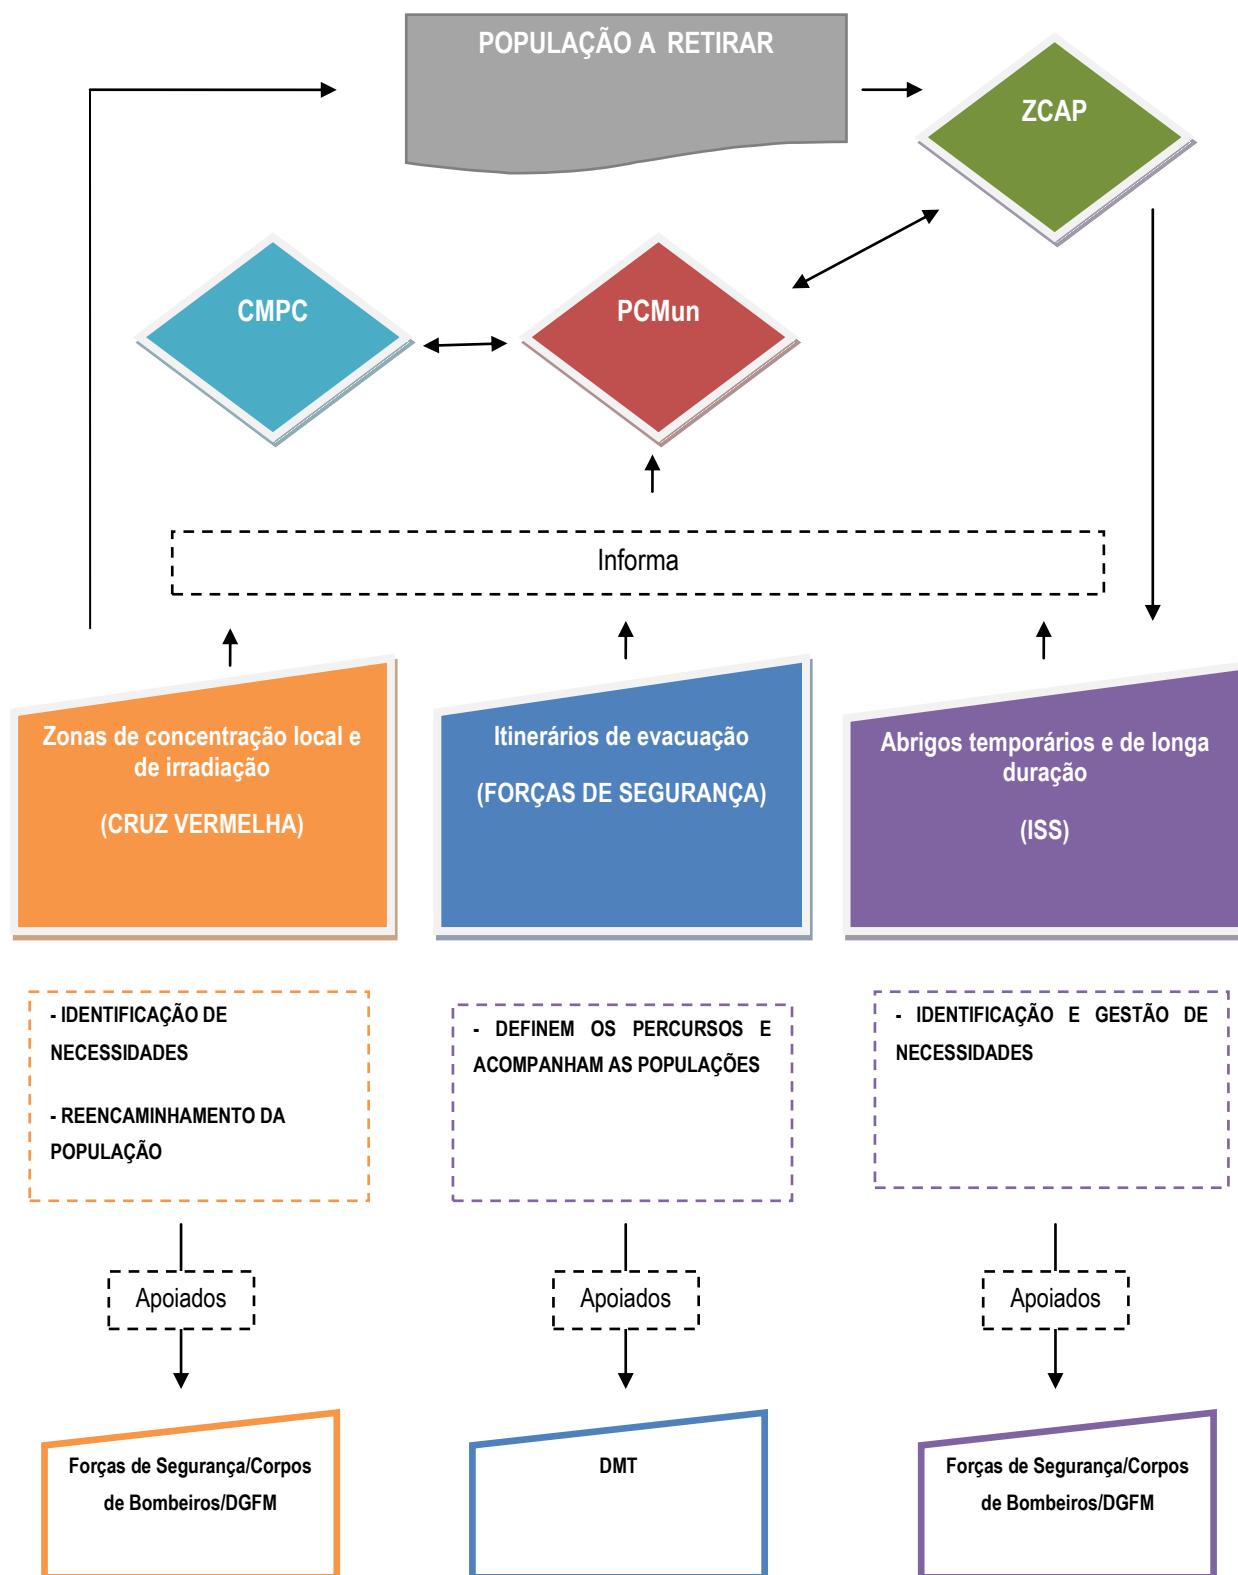 POPULAÇÃO A RETIRAR
ZCAP
CMPC
PCMun
Informa
Zonas de concentração local e
de irradiação
(CRUZ VERMELHA)
Itinerários de evacuação
(FORÇAS DE SEGURANÇA)
Abrigos temporários e de longa
duração
(ISS)
- IDENTIFICAÇÃO DE
NECESSIDADES
- REENCAMINHAMENTO DA
POPULAÇÃO
- DEFINEM OS PERCURSOS E
ACOMPANHAM AS POPULAÇÕES
- IDENTIFICAÇÃO E GESTÃO DE
NECESSIDADES
Apoiados
Apoiados
Apoiados
Forças de Segurança/Corpos
de Bombeiros/DGFM
DMT
Forças de Segurança/Corpos
de Bombeiros/DGFM